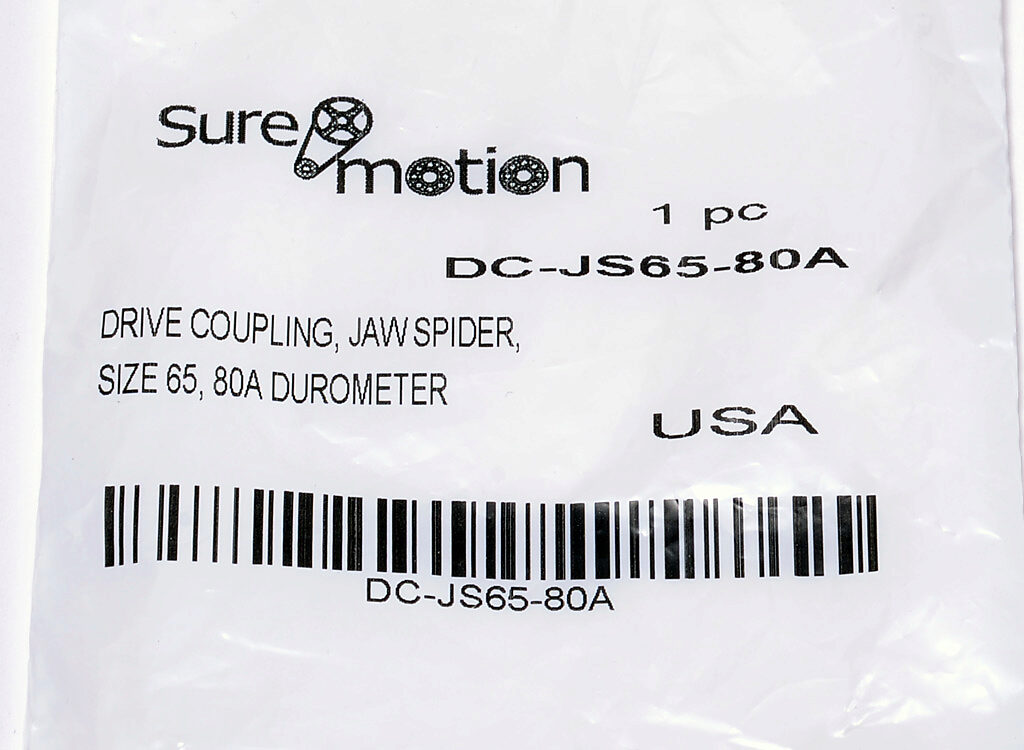 Sure
motion
1 pc
DC-JS65-80A
DRIVE COUPLING, JAW SPIDER,
SIZE 65, 80A DUROMETER
USA
DC-JS65-80A